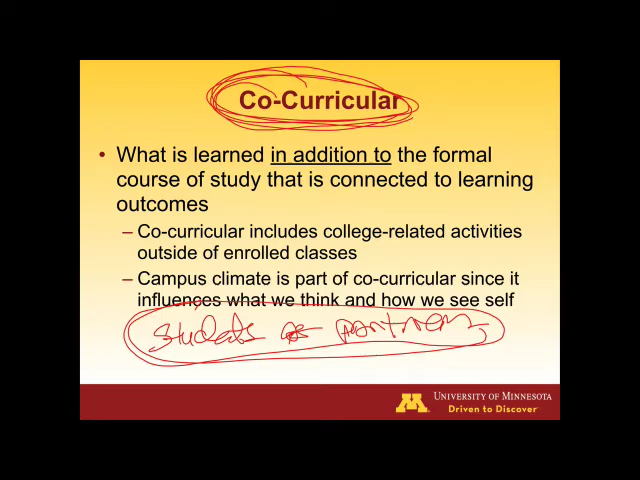 Co-Curricular
• What is learned in addition to the formal
course of study that is connected to learning
outcomes
– Co-curricular includes college-related activities
outside of enrolled classes
– Campus climate is part of co-curricular since it
influences what we think and how we see self
students as partners
M UNIVERSITY OF MINNESOTA
Driven to Discover